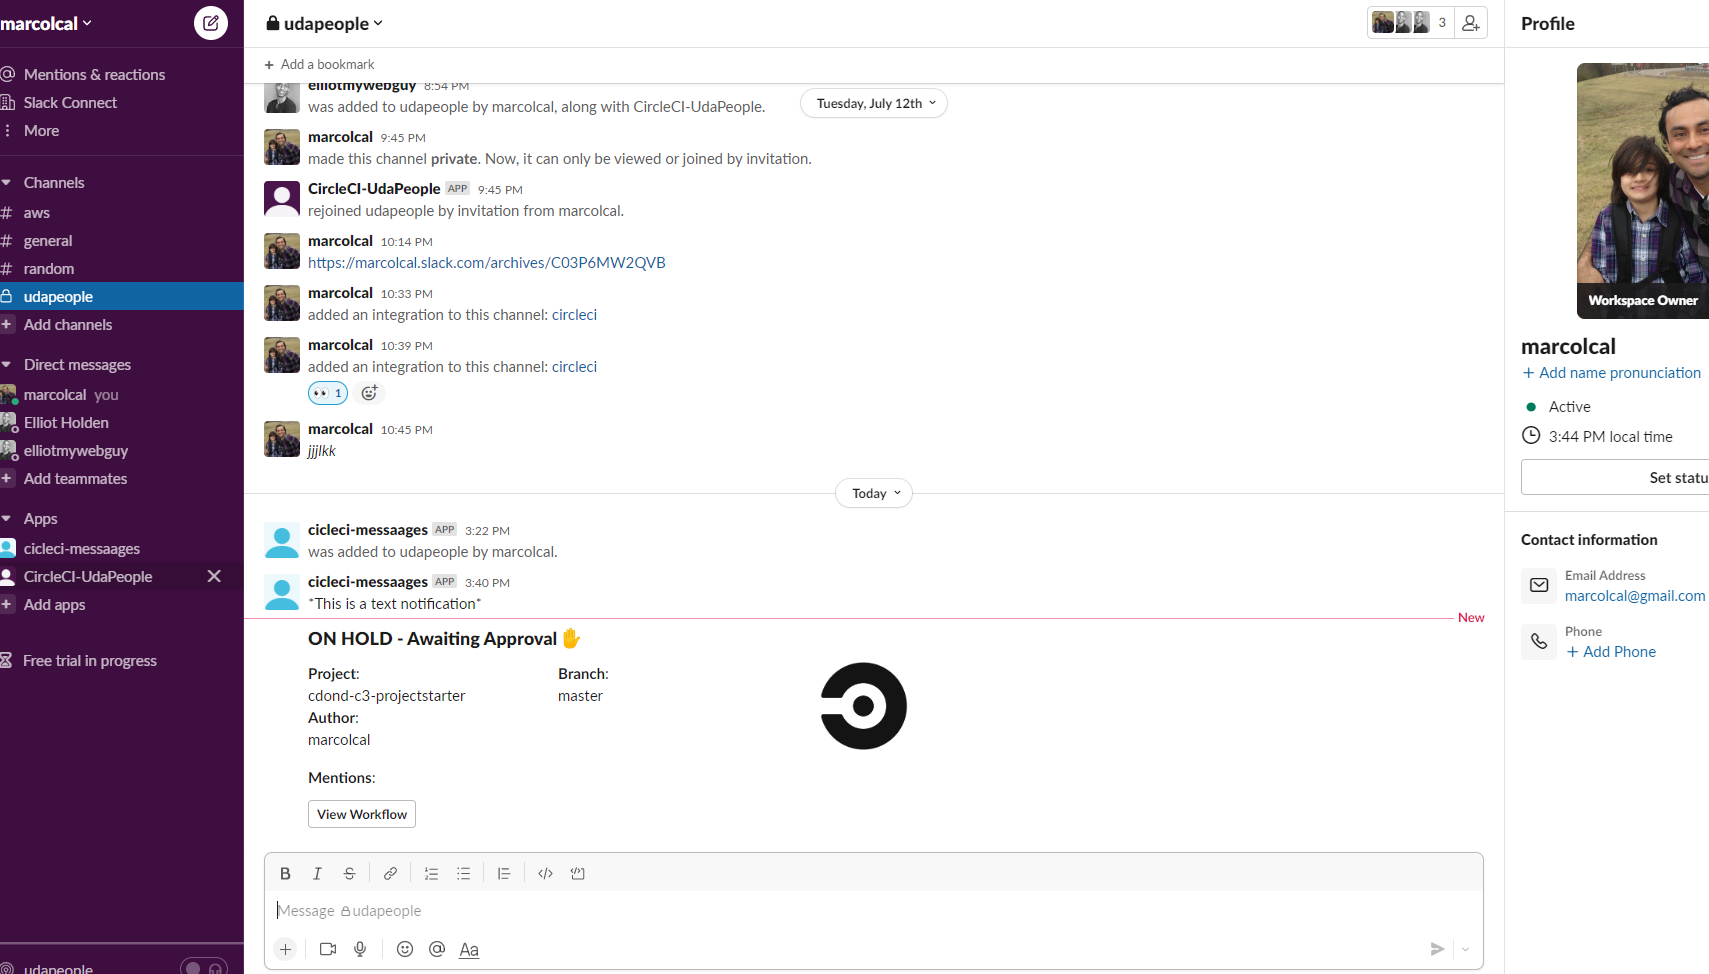 marcolcal
Mentions & reactions
Slack Connect
More
Channels
# aws
# general
# random
udapeople
+ Add channels
Direct messages
marcolcal you
Elliot Holden
elliotmywebguy
+ Add teammates
Apps
cicleci-messaages
CircleCI-UdaPeople
+ Add apps
Free trial in progress
udapeople
udapeople
3
+ Add a bookmark
elliotmywebguy 8:54 PM
was added to udapeople by marcolcal, along with CircleCI-UdaPeople.
Tuesday, July 12th
marcolcal 9:45 PM
made this channel private. Now, it can only be viewed or joined by invitation.
CircleCI-UdaPeople APP 9:45 PM
rejoined udapeople by invitation from marcolcal.
marcolcal 10:14 PM
https://marcolcal.slack.com/archives/C03P6MW2QVB
marcolcal 10:33 PM
added an integration to this channel: circleci
marcolcal 10:39 PM
added an integration to this channel: circleci
👀 1
marcolcal 10:45 PM
jjjlkk
Today
cicleci-messaages APP 3:22 PM
was added to udapeople by marcolcal.
cicleci-messaages APP 3:40 PM
*This is a text notification*
New
ON HOLD - Awaiting Approval ✋
Project: Branch:
cdond-c3-projectstarter master
Author:
marcolcal
Mentions:
View Workflow
B I S
Message udapeople
+ @ Aa
Profile
Workspace Owner
marcolcal
+ Add name pronunciation
Active
3:44 PM local time
Set statu
Contact information
Email Address
marcolcal@gmail.com
Phone
+ Add Phone